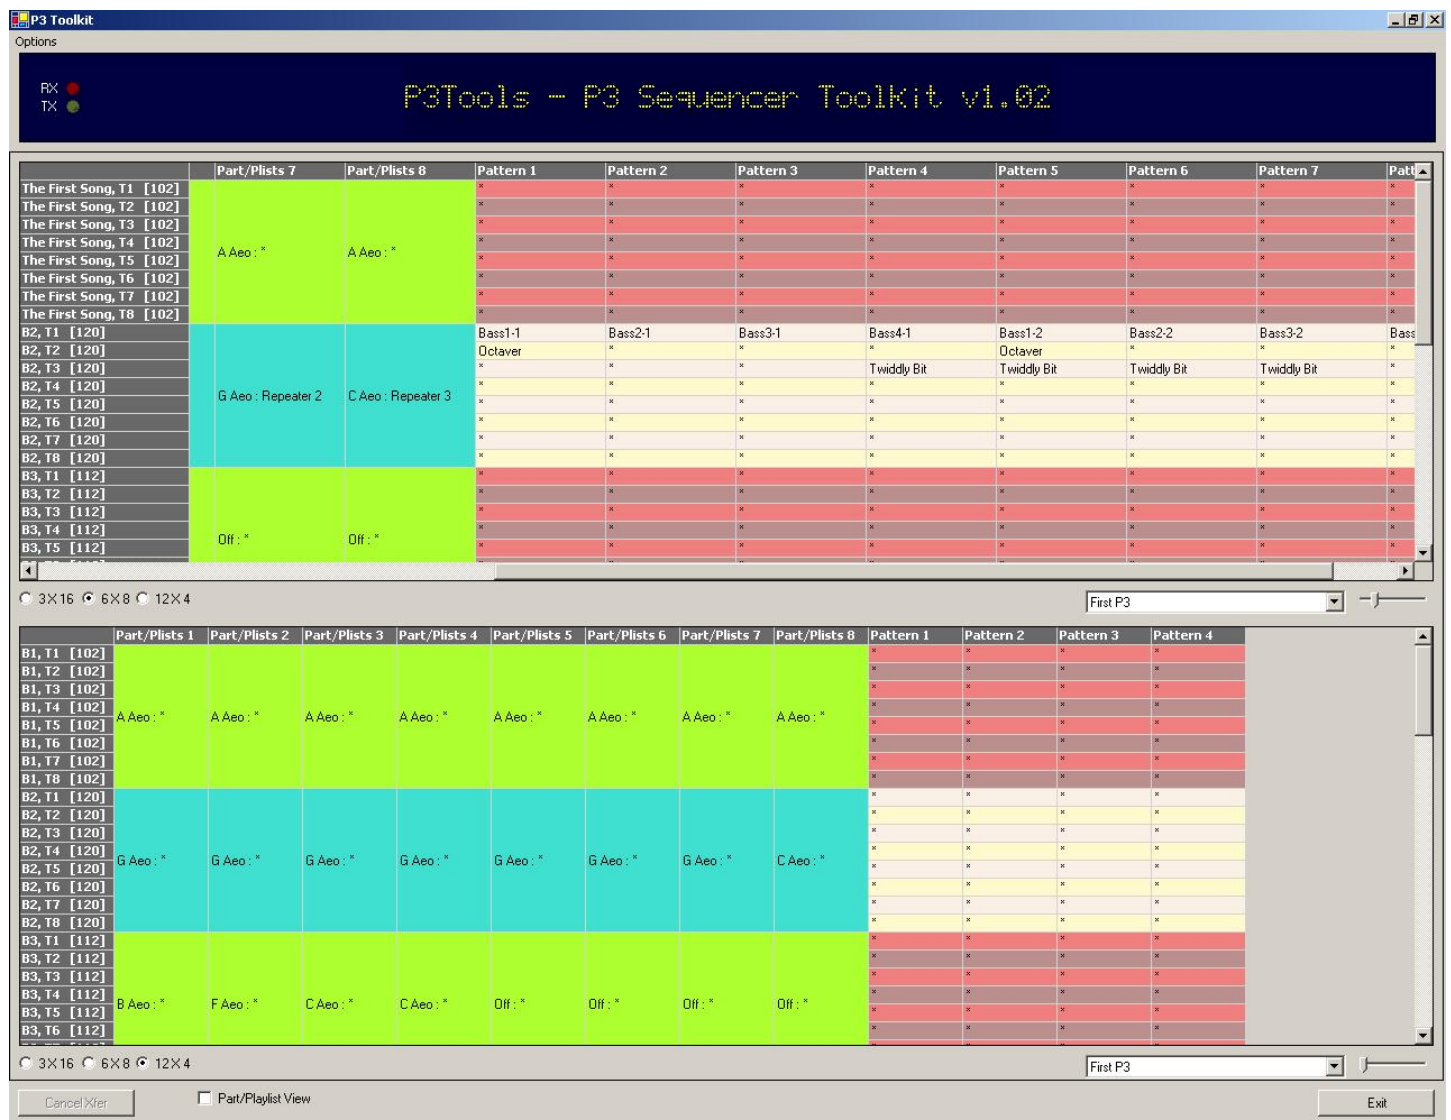 P3 Toolkit
Options
RX
TX
P3Tools - P3 Sequencer Toolkit v1.02
Part/Plists 7 Part/Plists 8 Pattern 1 Pattern 2 Pattern 3 Pattern 4 Pattern 5 Pattern 6 Pattern 7 Patt
The First Song, T1 [102] * * * * * * * *
The First Song, T2 [102] * * * * * * * *
The First Song, T3 [102] * * * * * * * *
The First Song, T4 [102] * * * * * * * *
A Aeo : * A Aeo : *
The First Song, T5 [102] * * * * * * * *
The First Song, T6 [102] * * * * * * * *
The First Song, T7 [102] * * * * * * * *
The First Song, T8 [102] * * * * * * * *
B2, T1 [120] Bass1-1 Bass2-1 Bass3-1 Bass4-1 Bass1-2 Bass2-2 Bass3-2 Bass
B2, T2 [120] Octaver * * * Octaver * * *
B2, T3 [120] * * * Twiddly Bit Twiddly Bit Twiddly Bit Twiddly Bit *
B2, T4 [120] * * * * * * * *
G Aeo : Repeater 2 C Aeo : Repeater 3
B2, T5 [120] * * * * * * * *
B2, T6 [120] * * * * * * * *
B2, T7 [120] * * * * * * * *
B2, T8 [120] * * * * * * * *
B3, T1 [112] * * * * * * * *
B3, T2 [112] * * * * * * * *
B3, T3 [112] * * * * * * * *
B3, T4 [112] * * * * * * * *
Off : * Off : *
B3, T5 [112] * * * * * * * *
3X16 6X8 12X4 First P3
Part/Plists 1 Part/Plists 2 Part/Plists 3 Part/Plists 4 Part/Plists 5 Part/Plists 6 Part/Plists 7 Part/Plists 8 Pattern 1 Pattern 2 Pattern 3 Pattern 4
B1, T1 [102] * * * *
B1, T2 [102] * * * *
B1, T3 [102] * * * *
B1, T4 [102] * * * *
A Aeo : * A Aeo : * A Aeo : * A Aeo : * A Aeo : * A Aeo : * A Aeo : * A Aeo : *
B1, T5 [102] * * * *
B1, T6 [102] * * * *
B1, T7 [102] * * * *
B1, T8 [102] * * * *
B2, T1 [120] * * * *
B2, T2 [120] * * * *
B2, T3 [120] * * * *
B2, T4 [120] * * * *
G Aeo : * G Aeo : * G Aeo : * G Aeo : * G Aeo : * G Aeo : * G Aeo : * C Aeo : *
B2, T5 [120] * * * *
B2, T6 [120] * * * *
B2, T7 [120] * * * *
B2, T8 [120] * * * *
B3, T1 [112] * * * *
B3, T2 [112] * * * *
B3, T3 [112] * * * *
B3, T4 [112] * * * *
B Aeo : * F Aeo : * C Aeo : * C Aeo : * Off : * Off : * Off : * Off : *
B3, T5 [112] * * * *
B3, T6 [112] * * * *
3X16 6X8 12X4 First P3
Cancel Xfer Part/Playlist View Exit